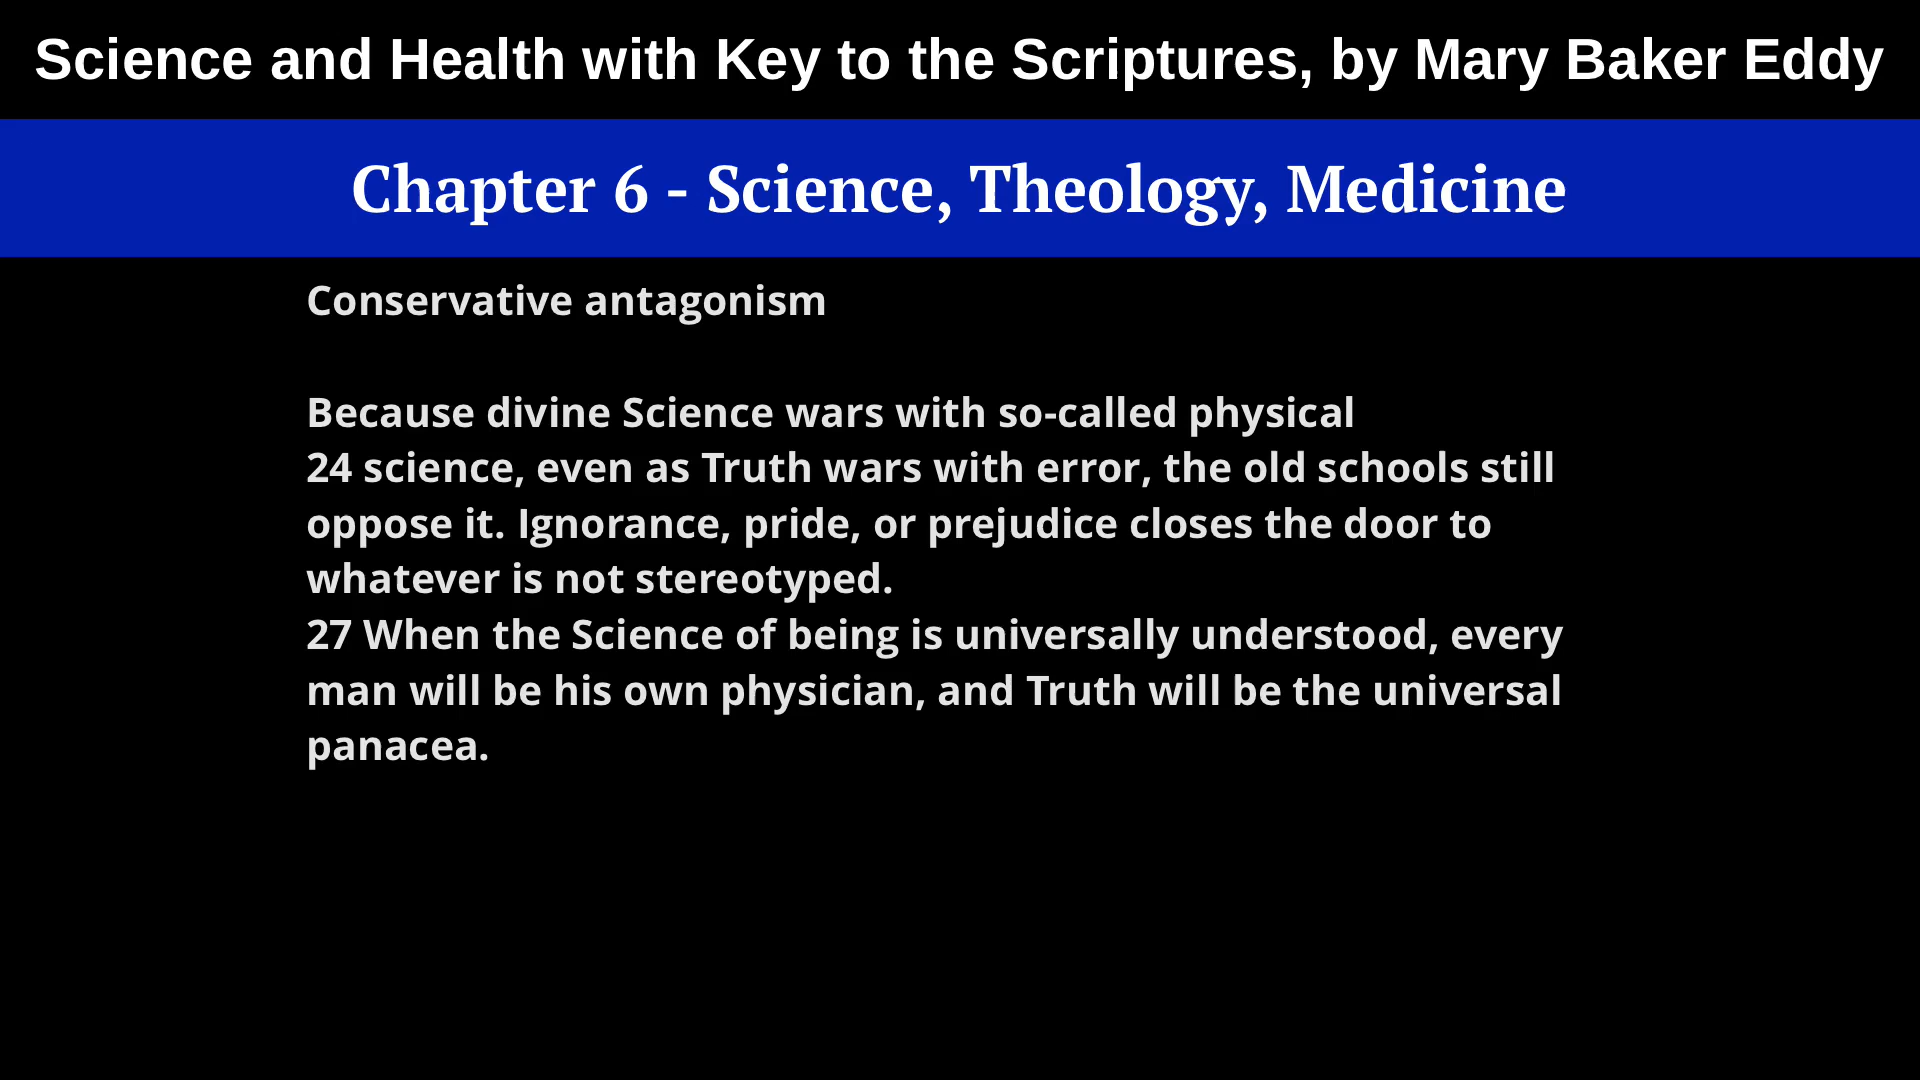 Science and Health with Key to the Scriptures, by Mary Baker Eddy
Chapter 6 - Science, Theology, Medicine
Conservative antagonism
Because divine Science wars with so-called physical
24 science, even as Truth wars with error, the old schools still
oppose it. Ignorance, pride, or prejudice closes the door to
whatever is not stereotyped.
27 When the Science of being is universally understood, every
man will be his own physician, and Truth will be the universal
panacea.